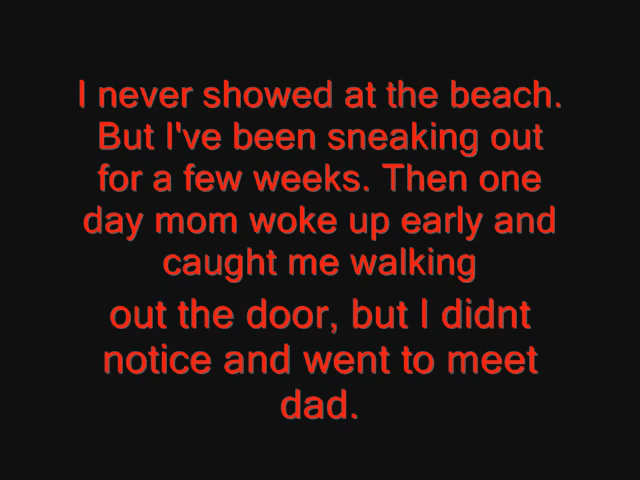 I never showed at the beach.
But I've been sneaking out
for a few weeks. Then one
day mom woke up early and
caught me walking
out the door, but I didnt
notice and went to meet
dad.